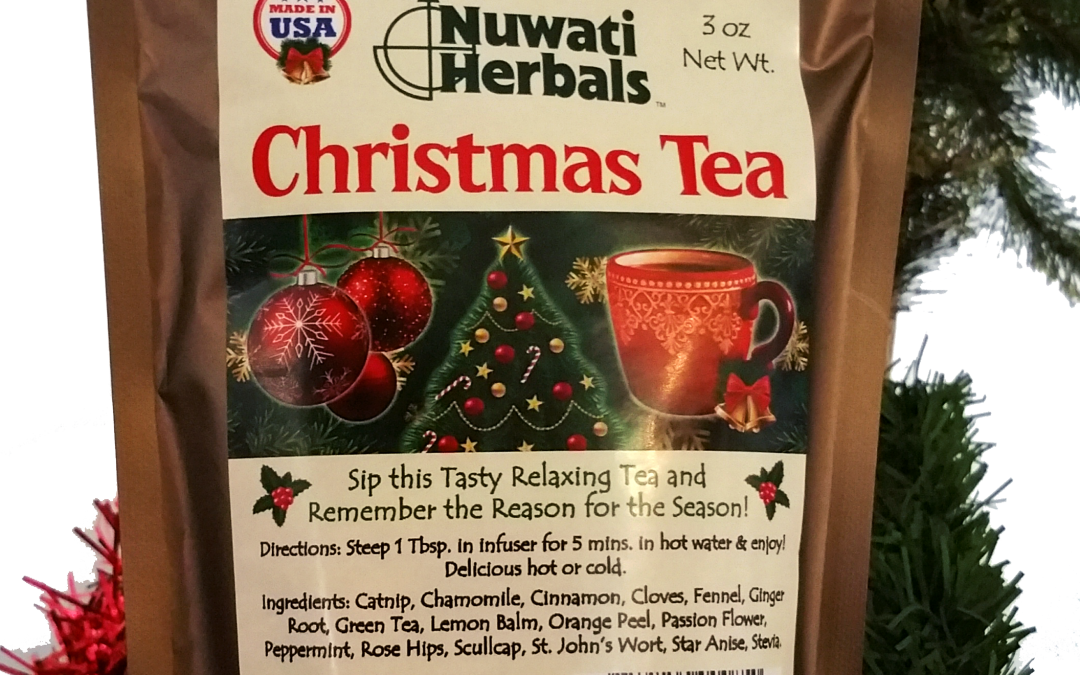 MADE IN
USA
Nuwati
Herbals™
3 oz
Net Wt.
Christmas Tea
Sip this Tasty Relaxing Tea and
Remember the Reason for the Season!
Directions: Steep 1 Tbsp. in infuser for 5 mins. in hot water & enjoy!
Delicious hot or cold.
Ingredients: Catnip, Chamomile, Cinnamon, Cloves, Fennel, Ginger
Root, Green Tea, Lemon Balm, Orange Peel, Passion Flower,
Peppermint, Rose Hips, Scullcap, St. John's Wort, Star Anise, Stevia.